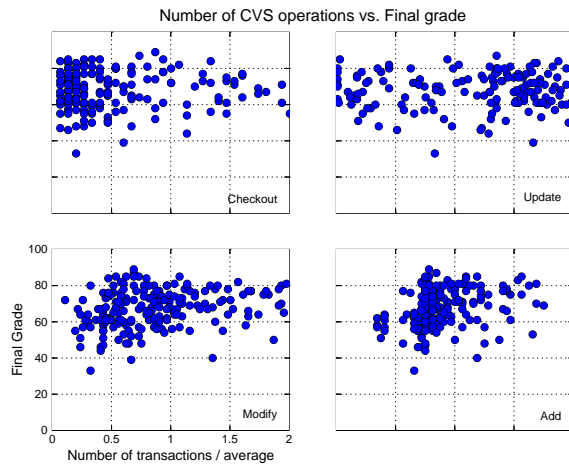 Number of CVS operations vs. Final grade
Checkout
Update
100
80
60
40
20
0
Final Grade
Modify
Add
0
0.5
1
1.5
2
Number of transactions / average